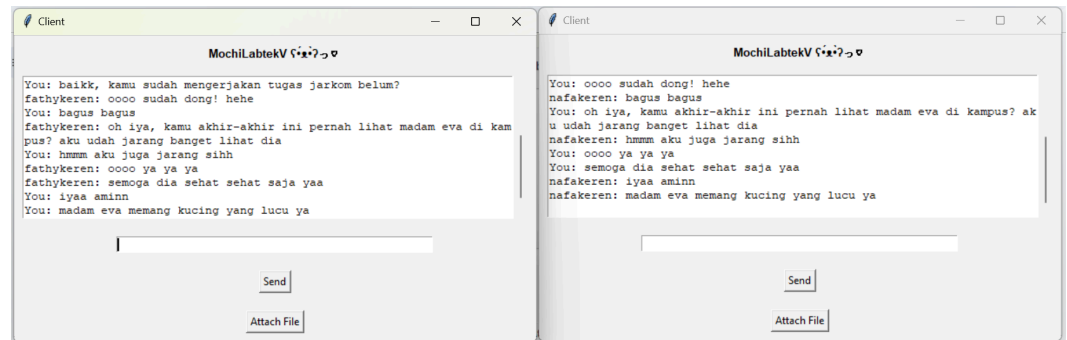 Client
MochiLabtekV ʕ•́ᴥ•̀ʔっ♡
You: baikk, kamu sudah mengerjakan tugas jarkom belum?
fathykeren: oooo sudah dong! hehe
You: bagus bagus
fathykeren: oh iya, kamu akhir-akhir ini pernah lihat madam eva di kam
pus? aku udah jarang banget lihat dia
You: hmmm aku juga jarang sihh
fathykeren: oooo ya ya ya
fathykeren: semoga dia sehat sehat saja yaa
You: iyaa aminn
You: madam eva memang kucing yang lucu ya
Send
Attach File
Client
MochiLabtekV ʕ•́ᴥ•̀ʔっ♡
You: oooo sudah dong! hehe
nafakeren: bagus bagus
You: oh iya, kamu akhir-akhir ini pernah lihat madam eva di kampus? ak
u udah jarang banget lihat dia
nafakeren: hmmm aku juga jarang sihh
You: oooo ya ya ya
You: semoga dia sehat sehat saja yaa
nafakeren: iyaa aminn
nafakeren: madam eva memang kucing yang lucu ya
Send
Attach File